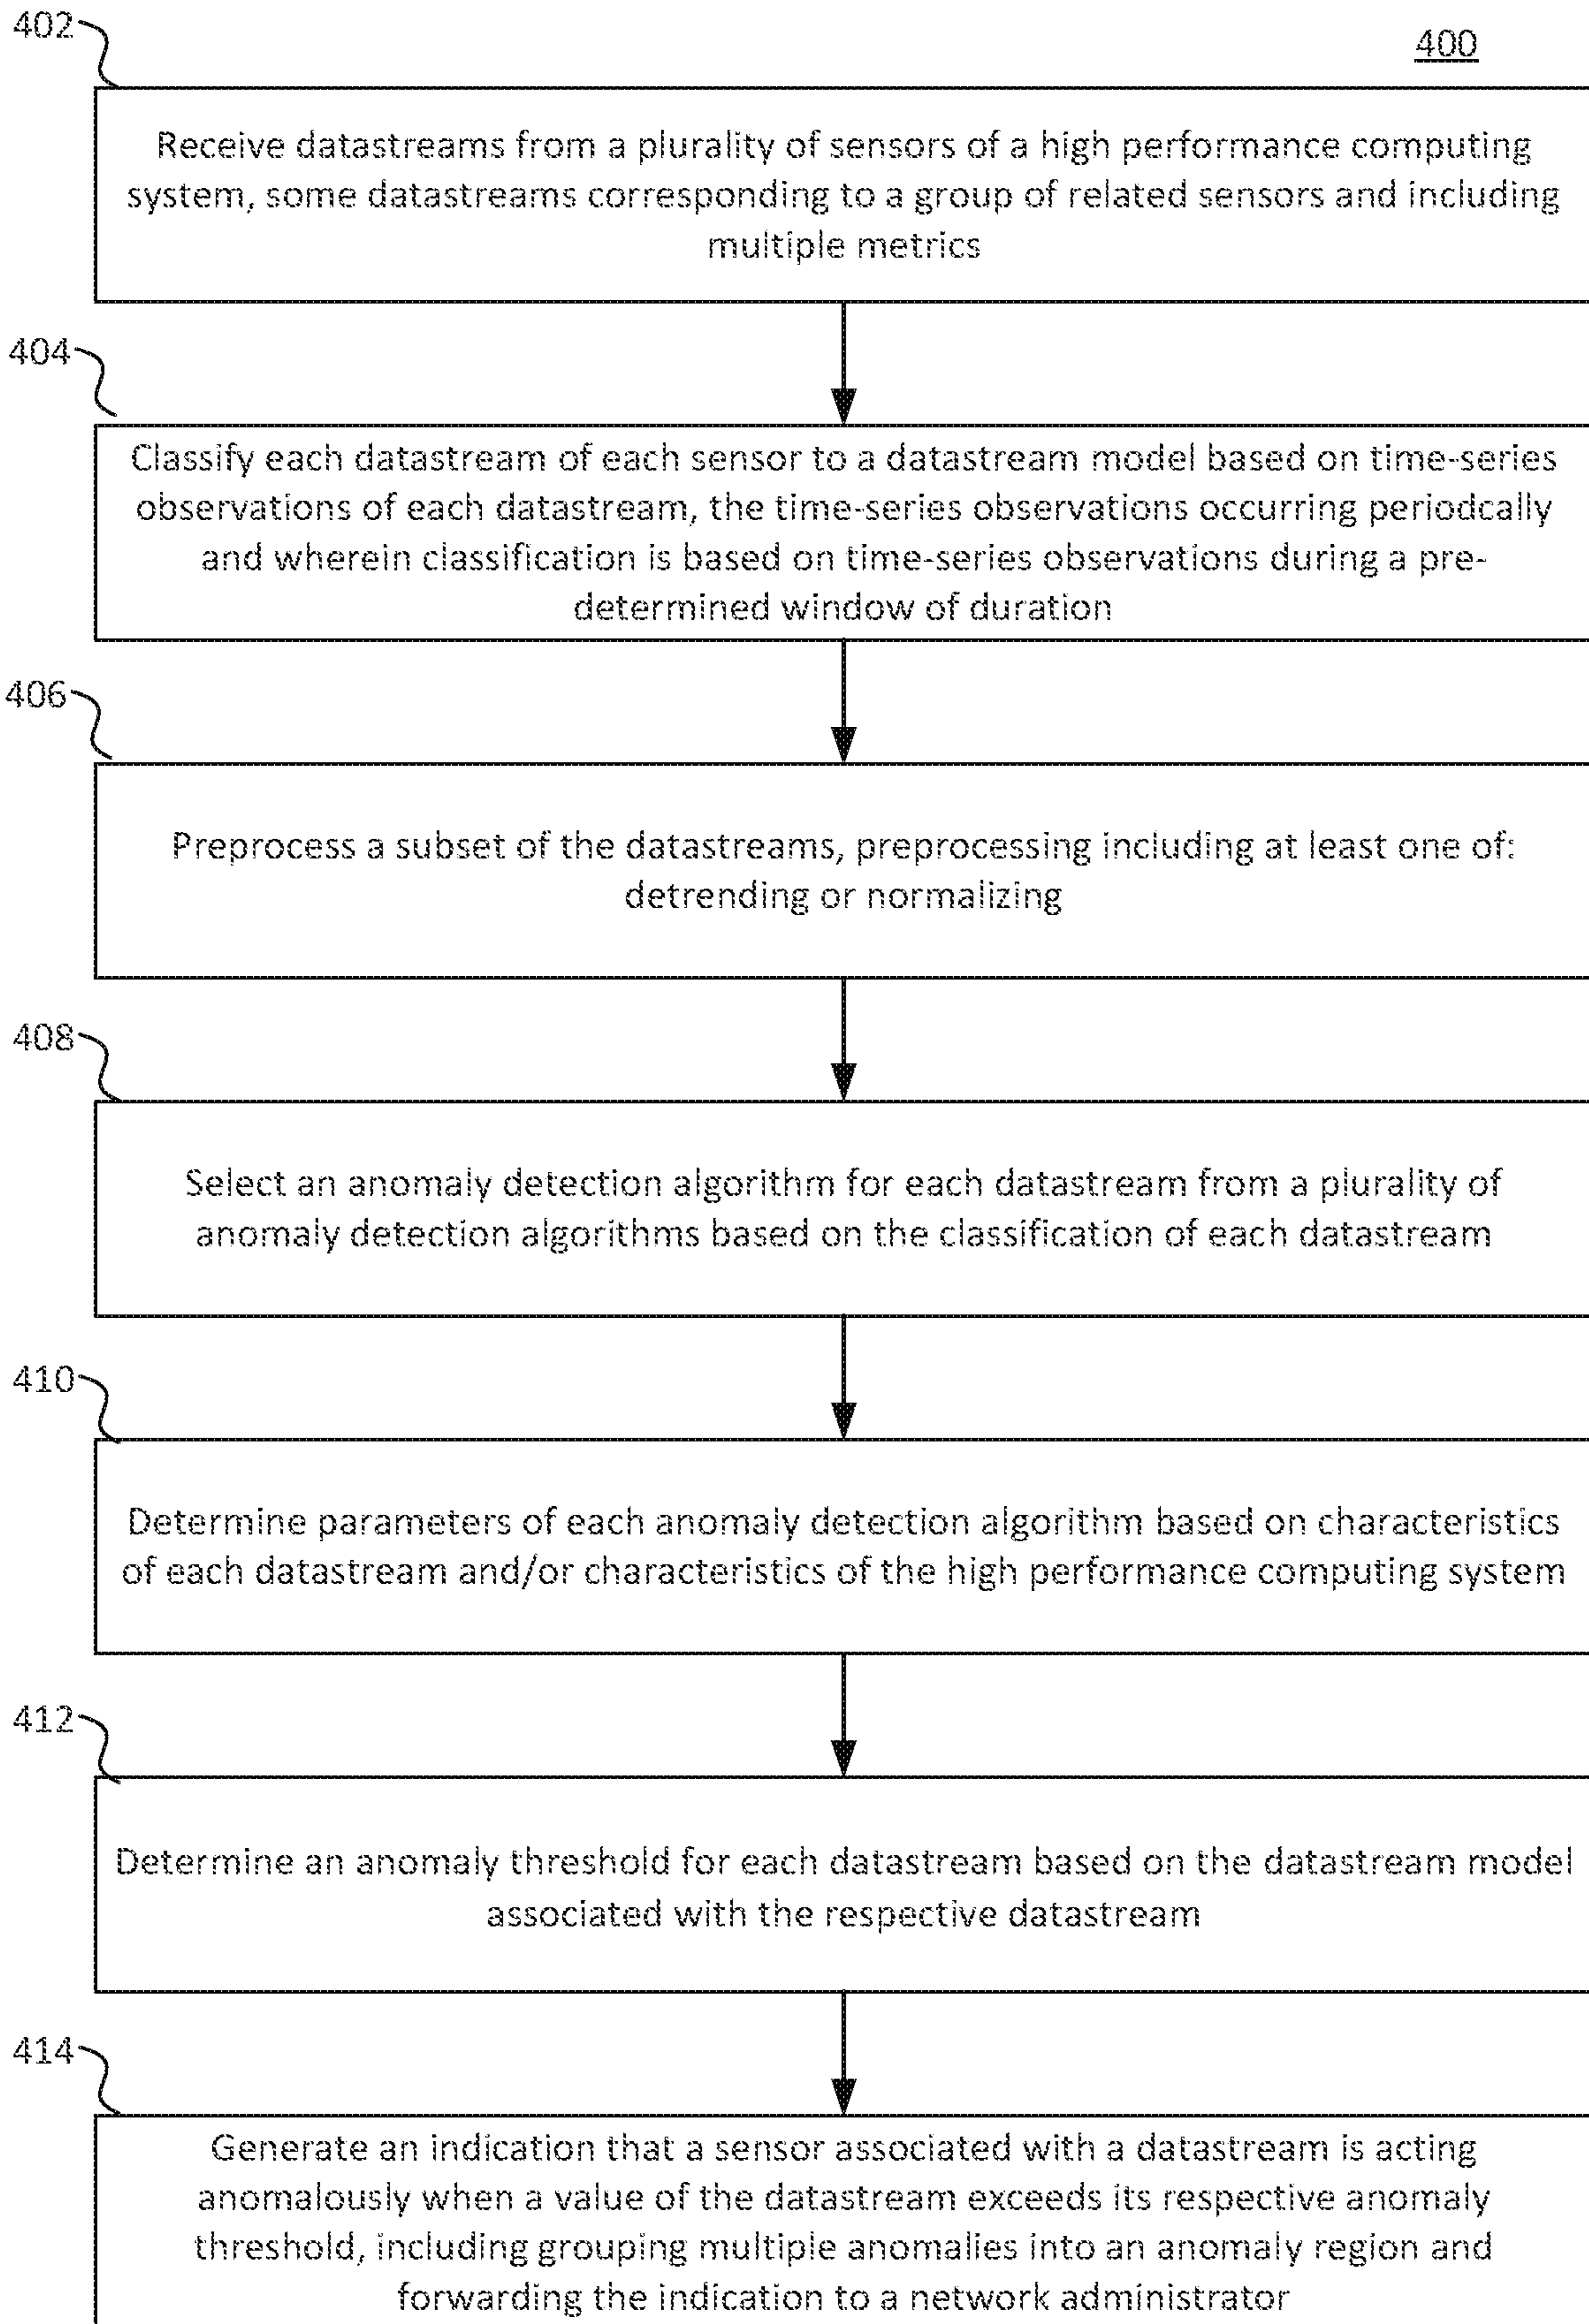 402
400
Receive datastreams from a plurality of sensors of a high performance computing
system, some datastreams corresponding to a group of related sensors and including
multiple metrics
404
Classify each datastream of each sensor to a datastream model based on time-series
observations of each datastream, the time-series observations occurring periodcally
and wherein classification is based on time-series observations during a pre-
determined window of duration
406
Preprocess a subset of the datastreams, preprocessing including at least one of:
detrending or normalizing
408
Select an anomaly detection algorithm for each datastream from a plurality of
anomaly detection algorithms based on the classification of each datastream
410
Determine parameters of each anomaly detection algorithm based on characteristics
of each datastream and/or characteristics of the high performance computing system
412
Determine an anomaly threshold for each datastream based on the datastream model
associated with the respective datastream
414
Generate an indication that a sensor associated with a datastream is acting
anomalously when a value of the datastream exceeds its respective anomaly
threshold, including grouping multiple anomalies into an anomaly region and
forwarding the indication to a network administrator